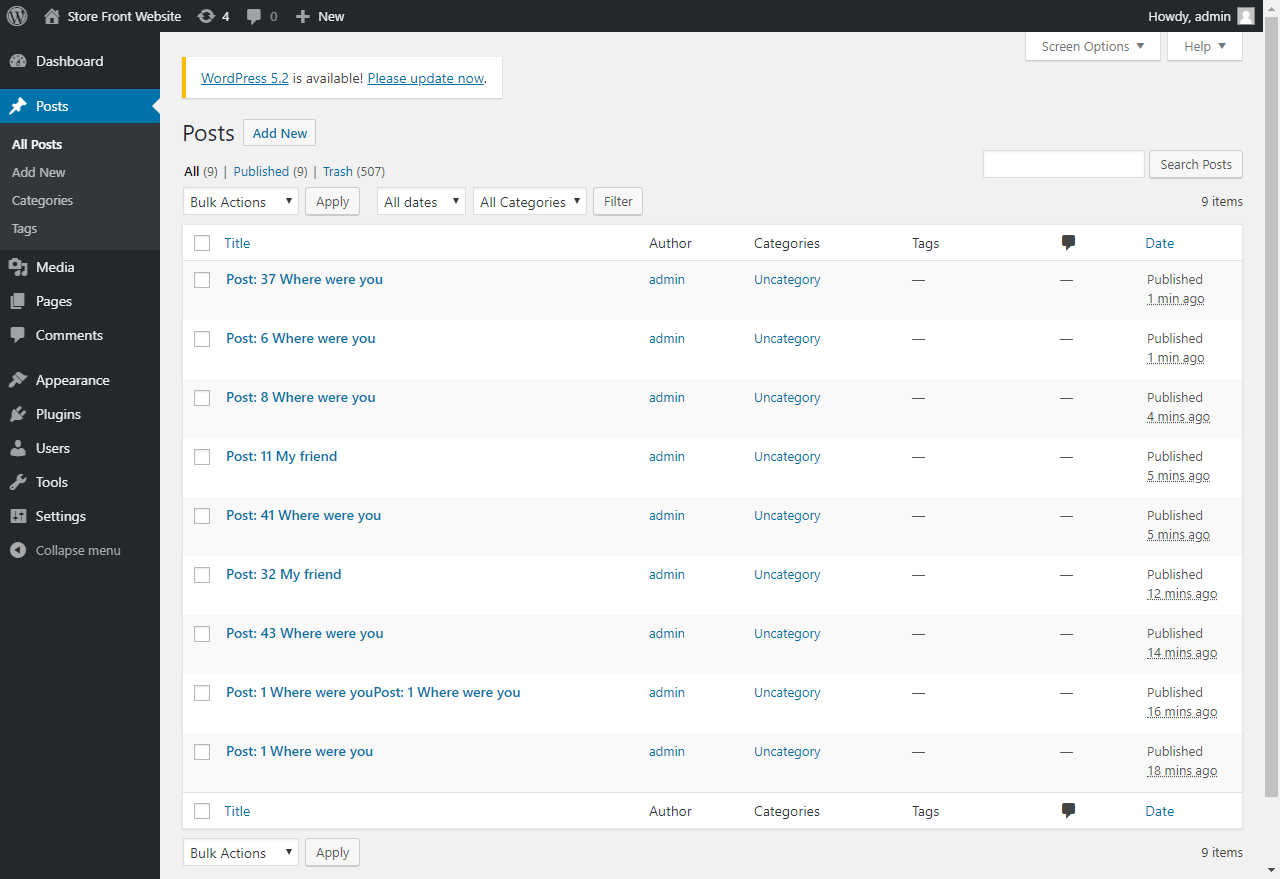 Store Front Website 4 0 New Howdy, admin
Screen Options Help
Dashboard
Posts
All Posts
Add New
Categories
Tags
Media
Pages
Comments
Appearance
Plugins
Users
Tools
Settings
Collapse menu
WordPress 5.2 is available! Please update now.
Posts Add New
All (9) | Published (9) | Trash (507)
Search Posts
Bulk Actions Apply All dates All Categories Filter 9 items
Title Author Categories Tags Date
Post: 37 Where were you admin Uncategory — — Published
1 min ago
Post: 6 Where were you admin Uncategory — — Published
1 min ago
Post: 8 Where were you admin Uncategory — — Published
4 mins ago
Post: 11 My friend admin Uncategory — — Published
5 mins ago
Post: 41 Where were you admin Uncategory — — Published
5 mins ago
Post: 32 My friend admin Uncategory — — Published
12 mins ago
Post: 43 Where were you admin Uncategory — — Published
14 mins ago
Post: 1 Where were youPost: 1 Where were you admin Uncategory — — Published
16 mins ago
Post: 1 Where were you admin Uncategory — — Published
18 mins ago
Title Author Categories Tags Date
Bulk Actions Apply 9 items